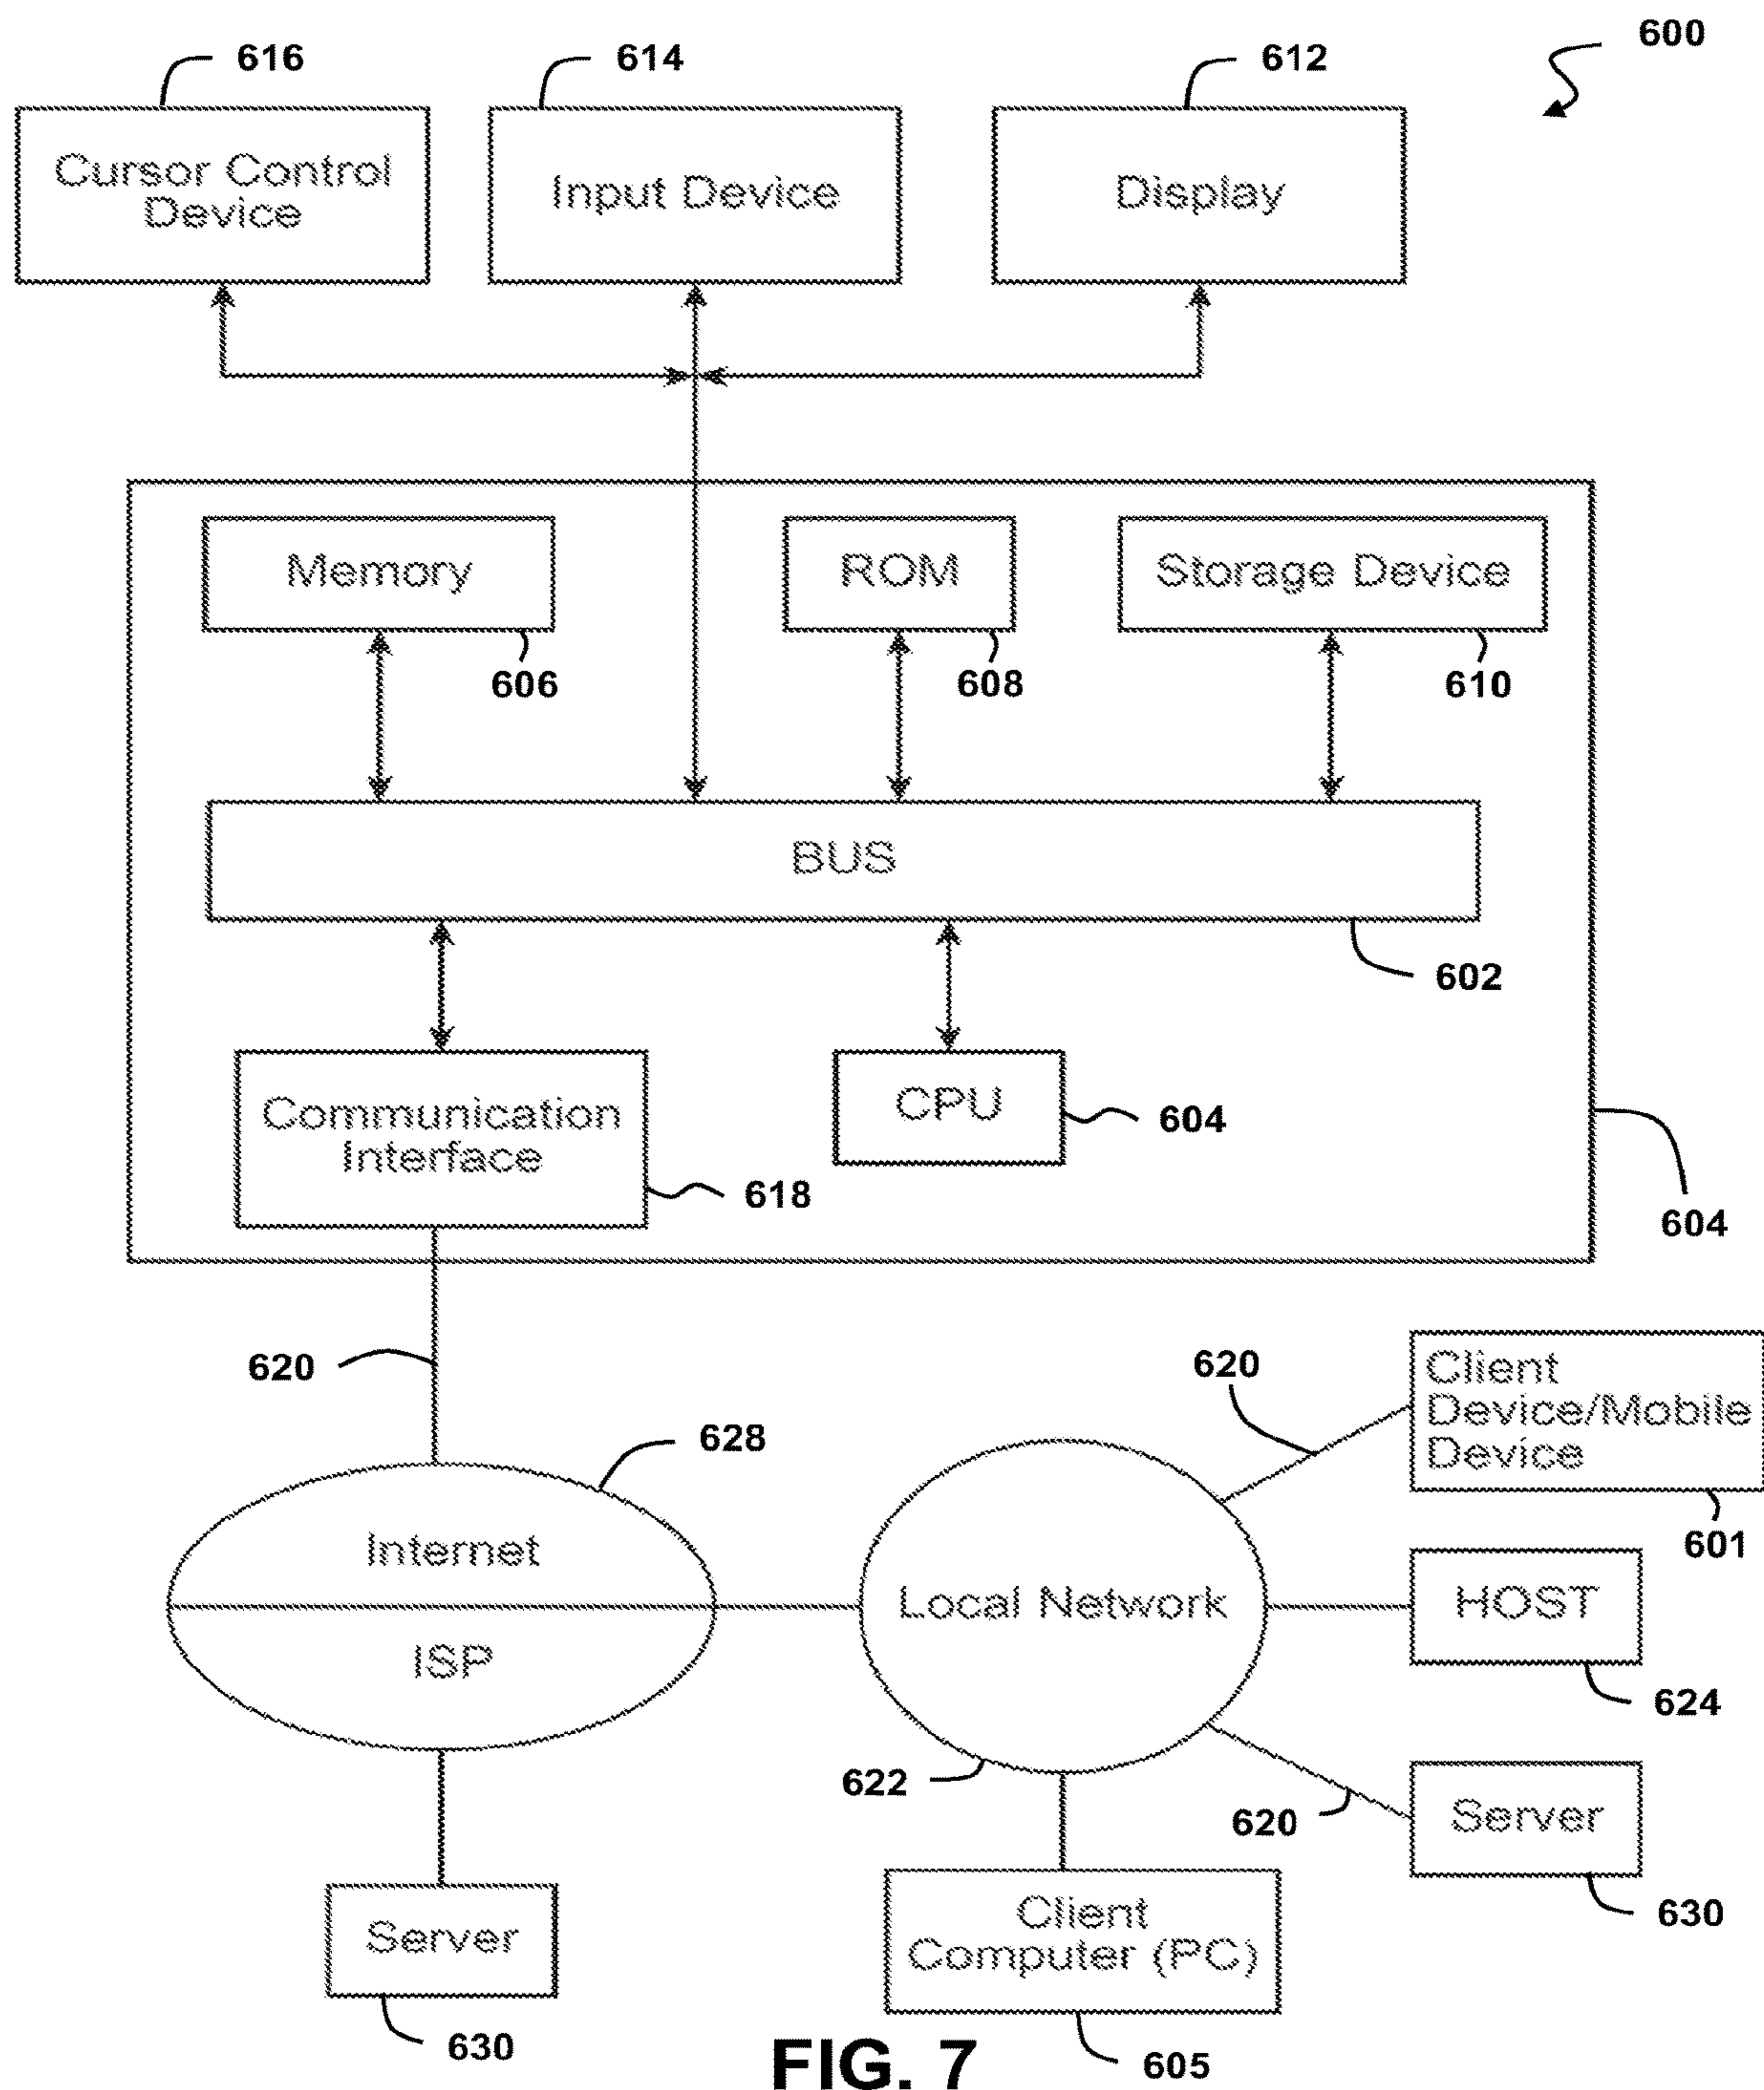 600
616
614
612
Cursor Control
Device
Input Device
Display
Memory
ROM
Storage Device
606
608
610
BUS
602
Communication
Interface
CPU
604
618
604
620
620
Client
Device/Mobile
Device
628
601
Internet
Local Network
HOST
ISP
624
622
620
Server
630
Server
Client
Computer (PC)
630
605
FIG. 7